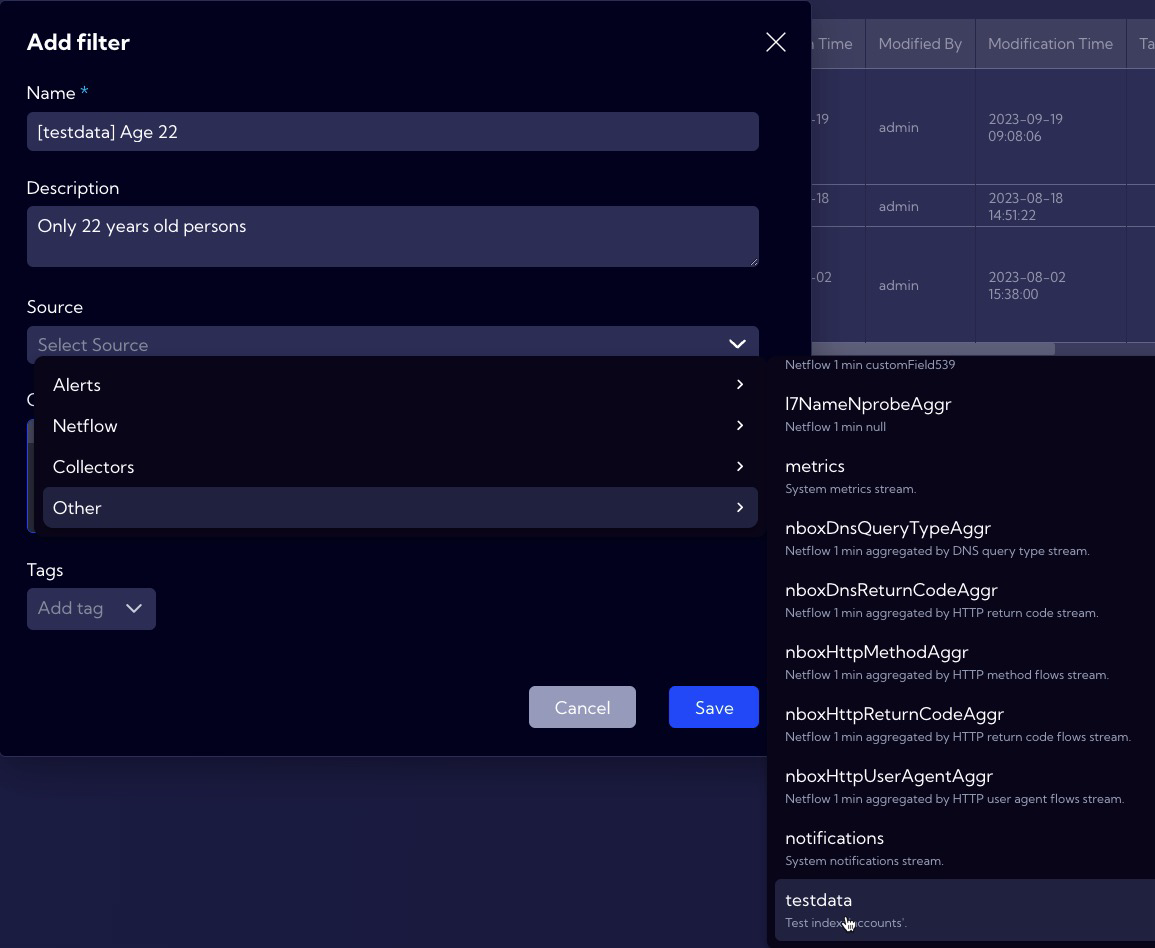 Add filter
Name *
[testdata] Age 22
Description
Only 22 years old persons
Source
Select Source
Alerts
Netflow
Collectors
Other
Tags
Add tag
Cancel
Save
Time
Modified By
Modification Time
-19
admin
2023-09-19
09:08:06
-18
admin
2023-08-18
14:51:22
-02
admin
2023-08-02
15:38:00
Netflow 1 min customField539
l7NameNprobeAggr
Netflow 1 min null
metrics
System metrics stream.
nboxDnsQueryTypeAggr
Netflow 1 min aggregated by DNS query type stream.
nboxDnsReturnCodeAggr
Netflow 1 min aggregated by HTTP return code stream.
nboxHttpMethodAggr
Netflow 1 min aggregated by HTTP method flows stream.
nboxHttpReturnCodeAggr
Netflow 1 min aggregated by HTTP return code flows stream.
nboxHttpUserAgentAggr
Netflow 1 min aggregated by HTTP user agent flows stream.
notifications
System notifications stream.
testdata
Test index